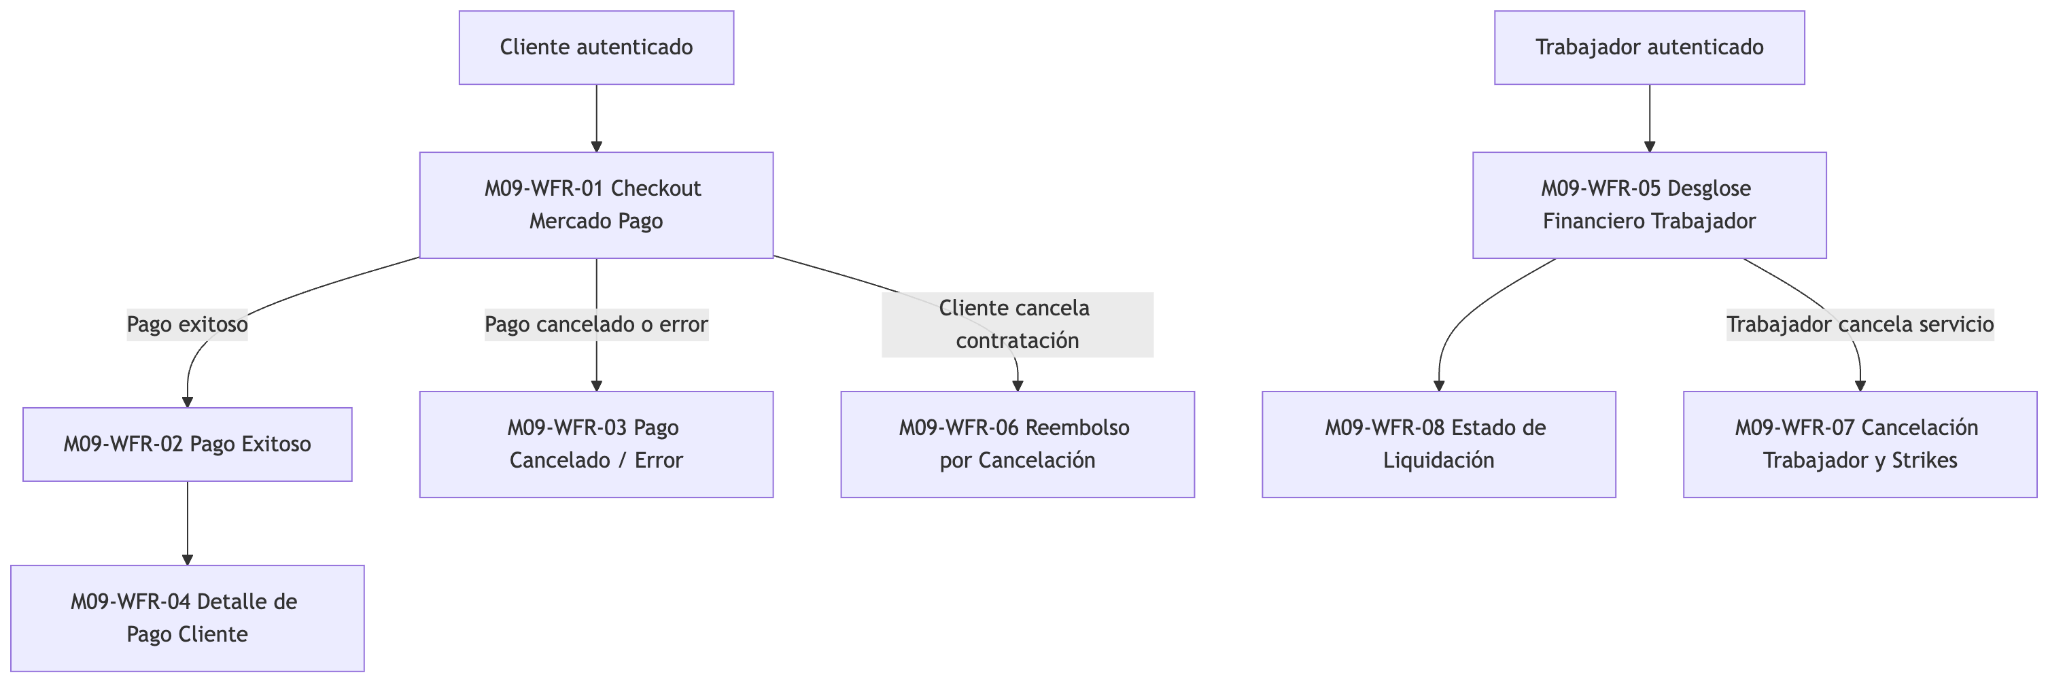 Cliente autenticado
Trabajador autenticado
M09-WFR-01 Checkout
Mercado Pago
M09-WFR-05 Desglose
Financiero Trabajador
Pago exitoso
Pago cancelado o error
Cliente cancela
contratación
Trabajador cancela servicio
M09-WFR-02 Pago Exitoso
M09-WFR-03 Pago
Cancelado / Error
M09-WFR-06 Reembolso
por Cancelación
M09-WFR-08 Estado de
Liquidación
M09-WFR-07 Cancelación
Trabajador y Strikes
M09-WFR-04 Detalle de
Pago Cliente